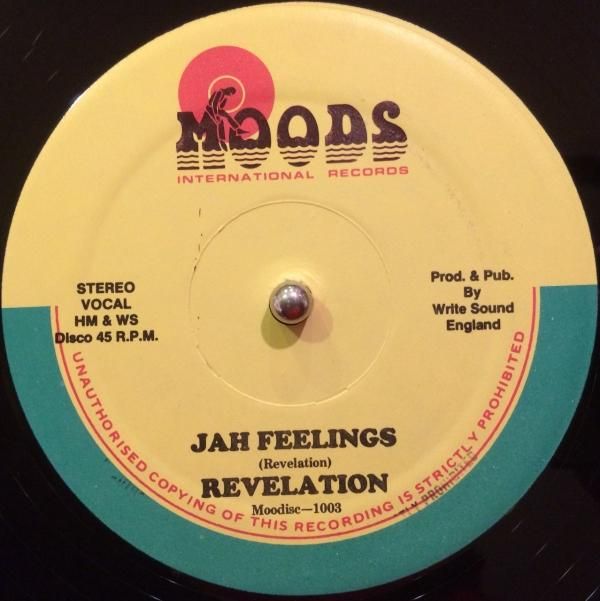 MOODS
INTERNATIONAL RECORDS
STEREO
VOCAL
HM & WS
Disco 45 R.P.M.
Prod. & Pub.
By
Write Sound
England
JAH FEELINGS
(Revelation)
REVELATION
Moodisc—1003
UNAUTHORISED COPYING OF THIS RECORDING IS STRICTLY PROHIBITED